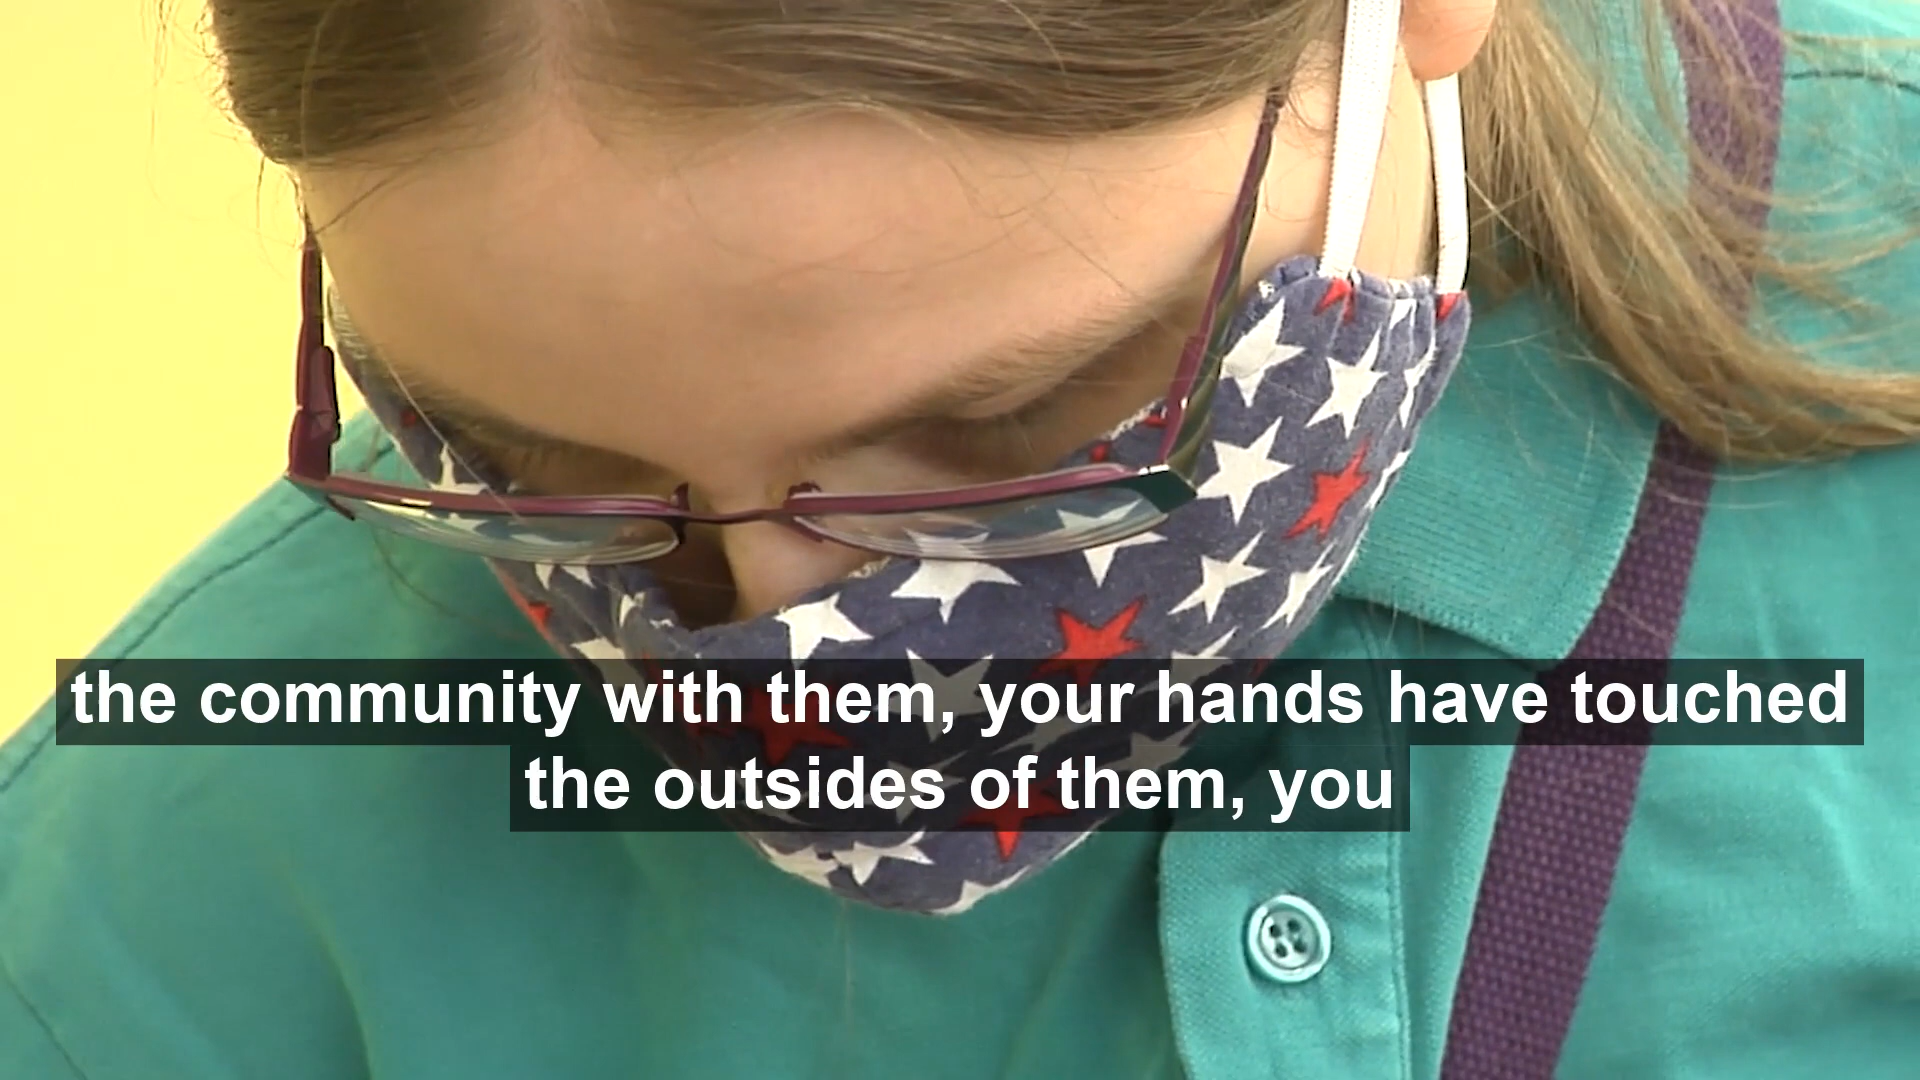 the community with them, your hands have touched
the outsides of them, you